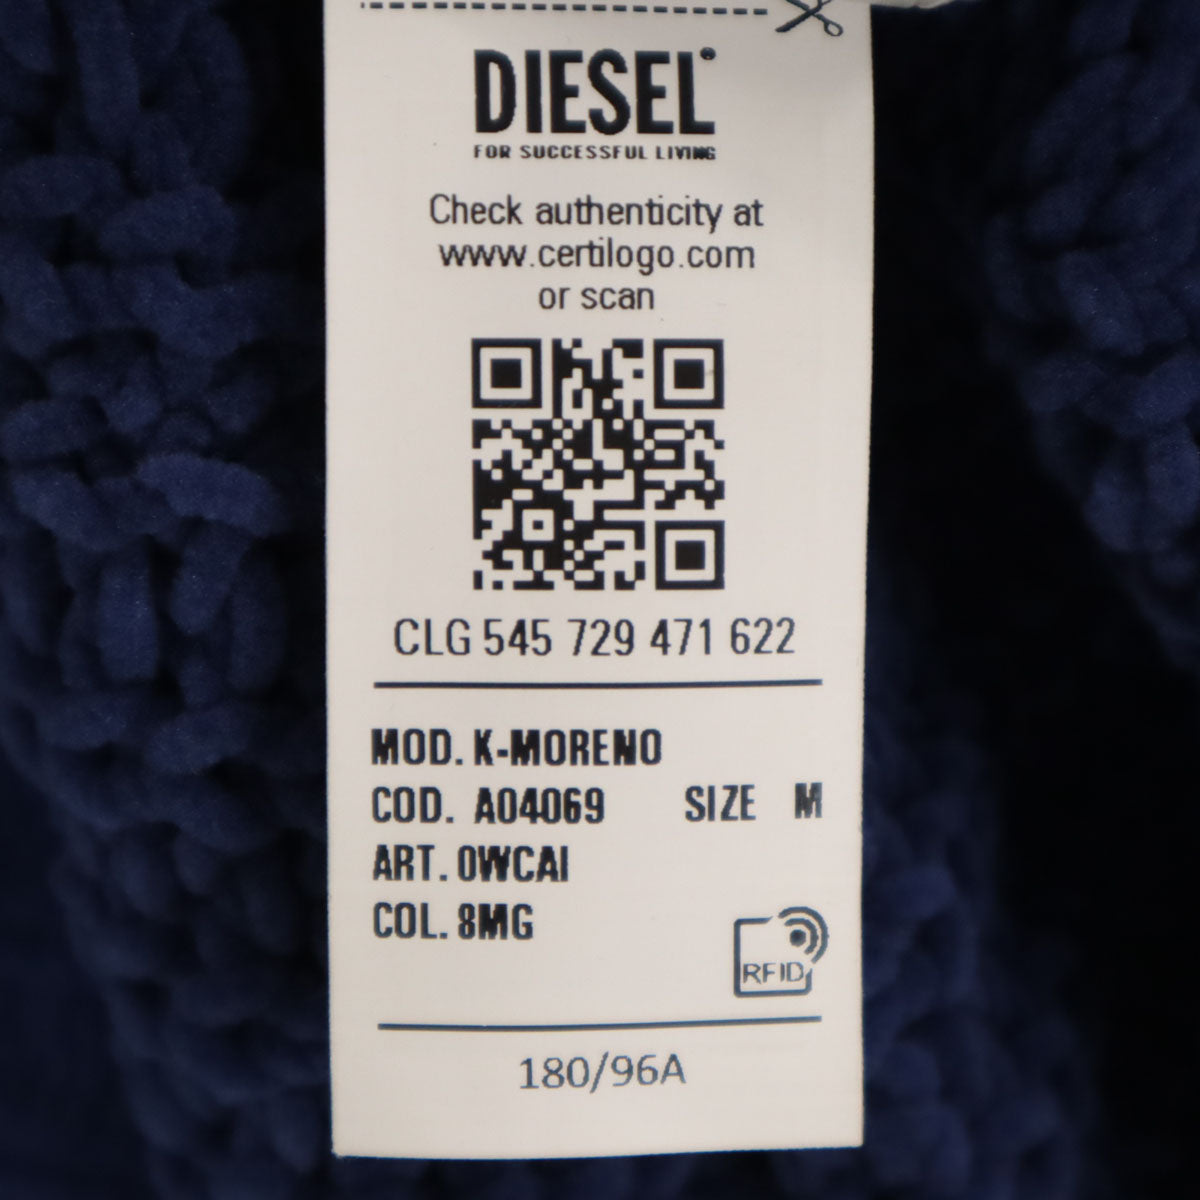 DIESEL
FOR SUCCESSFUL LIVING
Check authenticity at
www.certilogo.com
or scan
CLG 545 729 471 622
MOD. K-MORENO
COD. A04069 SIZE M
ART. 0WCAI
COL. 8MG
RFID
180/96A